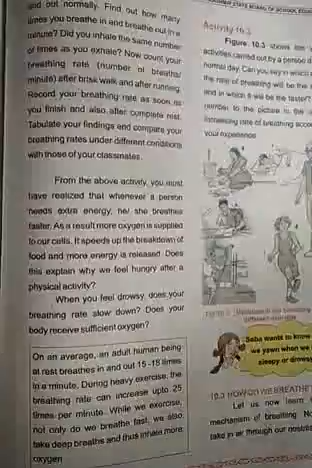 and out normally. Find out how many
times you breathe in and breathe out in a
minute? Did you inhale the same number
of times as you exhale? Now count your
breathing rate (number of breaths/
minute) after brisk walk and after running.
Record your breathing rate as soon as
you finish and also after complete rest.
Tabulate your findings and compare your
breathing rates under different conditions
with those of your classmates.
From the above activity, you must
have realized that whenever a person
needs extra energy, he/ she breathes
faster. As a result more oxygen is supplied
to our cells. It speeds up the breakdown of
food and more energy is released. Does
this explain why we feel hungry after a
physical activity?
When you feel drowsy, does your
breathing rate slow down? Does your
body receive sufficient oxygen?
On an average, an adult human being
at rest breathes in and out 15-18 times
in a minute. During heavy exercise, the
breathing rate can increase upto 25
times per minute. While we exercise,
not only do we breathe fast, we also
take deep breaths and thus inhale more
oxygen
STATE BOARD OF SCHOOL
Activity 10.3
Figure. 10.3 shows
activities carried out by a person
normal day. Can you say in which
the rate of breathing will be the
and in which it will be the faster?
number to the picture in the
increasing rate of breathing
your experience.
Variations in the breathing
Saba wants to know
we yawn when we
sleepy or drowsy
10.3 HOW DO WE BREATHE
Let us now learn
mechanism of breathing.
take in air through our nostrils